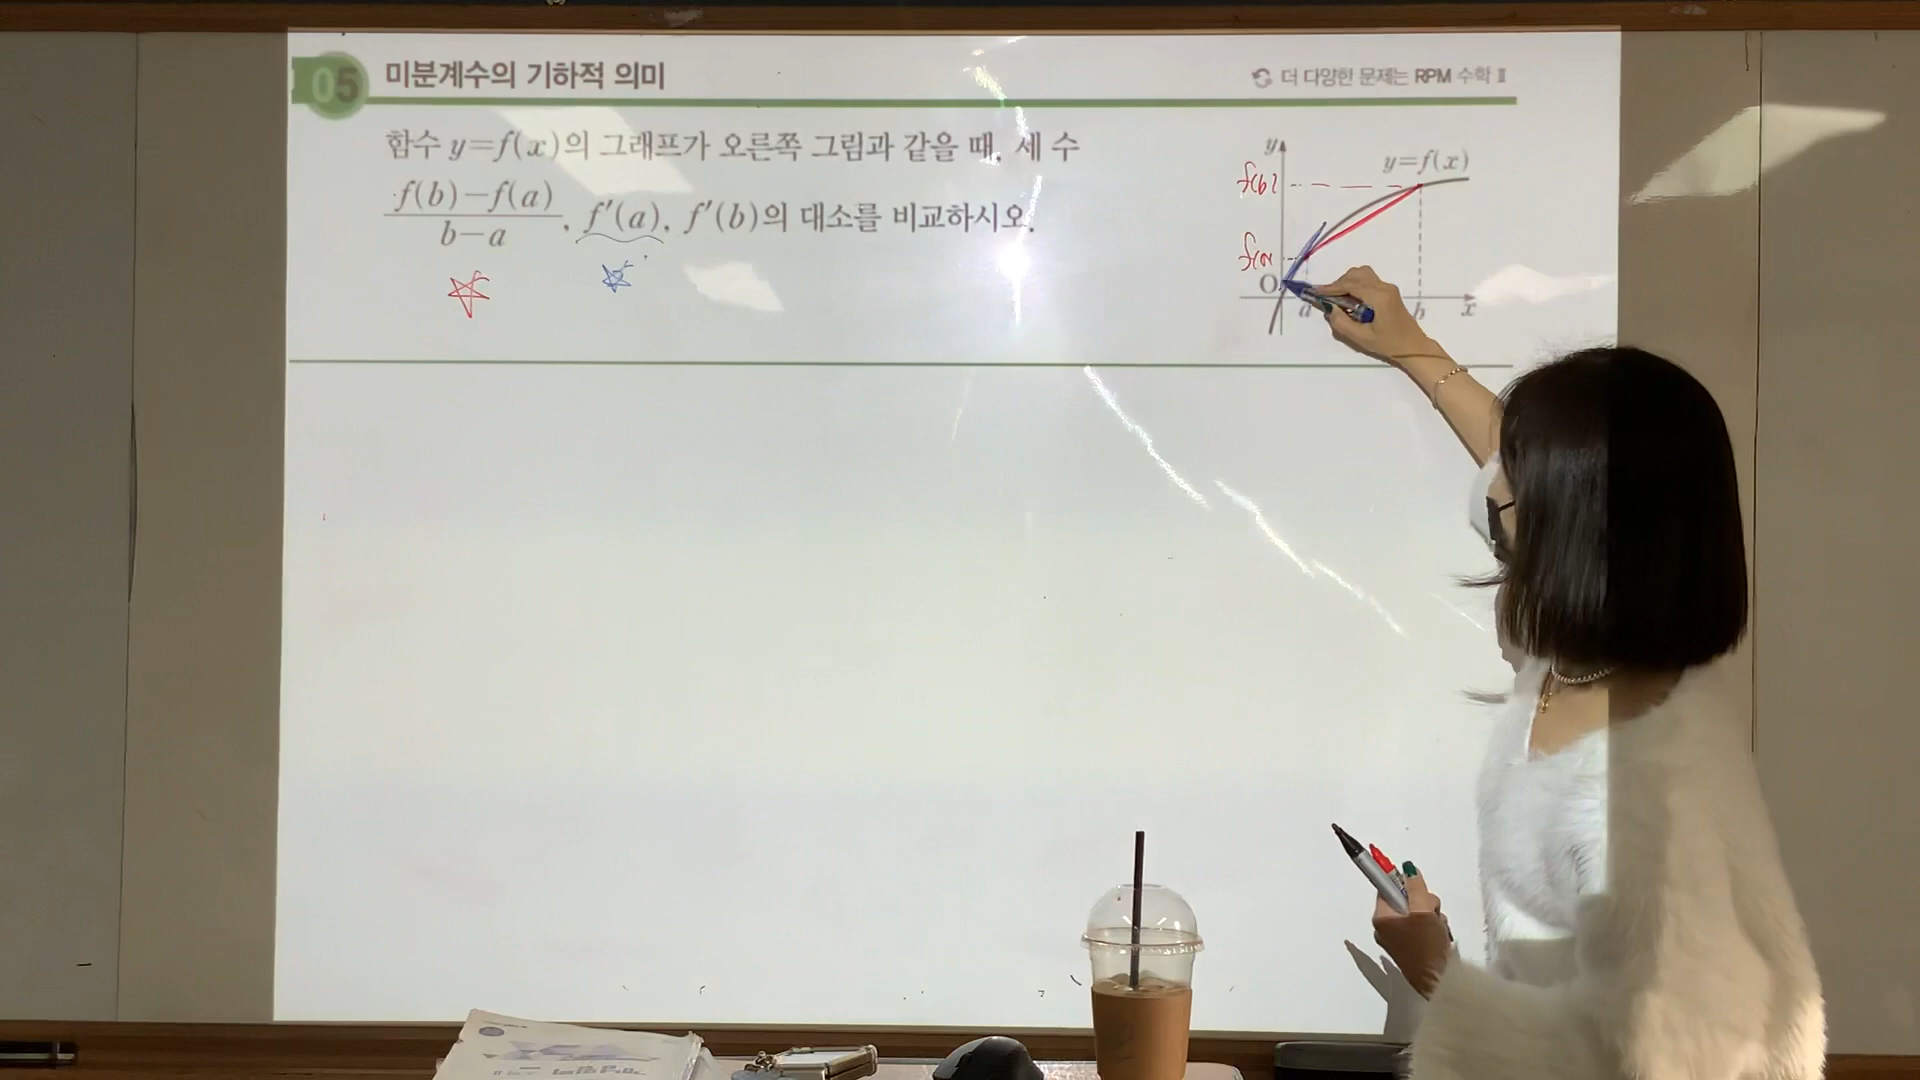 05 미분계수의 기하적 의미
더 다양한 문제는 RPM 수학 Ⅱ
함수 y=f(x)의 그래프가 오른쪽 그림과 같을 때, 세 수
f(b)-f(a)
b-a
, f′(a), f′(b)의 대소를 비교하시오.
y
y=f(x)
f(b)
f(a
O
a
b
x